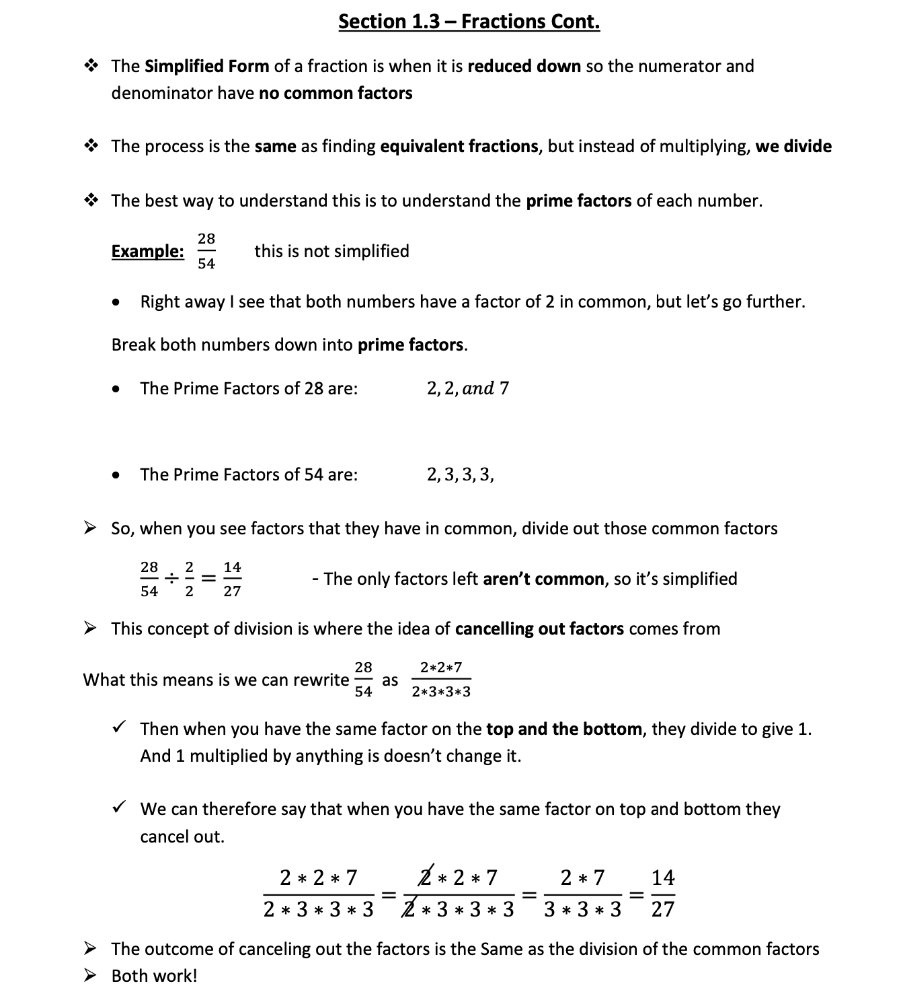 Section 1.3 – Fractions Cont.
❖ The Simplified Form of a fraction is when it is reduced down so the numerator and
denominator have no common factors
❖ The process is the same as finding equivalent fractions, but instead of multiplying, we divide
❖ The best way to understand this is to understand the prime factors of each number.
Example: 28/54 this is not simplified
• Right away I see that both numbers have a factor of 2 in common, but let’s go further.
Break both numbers down into prime factors.
• The Prime Factors of 28 are: 2, 2, and 7
• The Prime Factors of 54 are: 2, 3, 3, 3,
➢ So, when you see factors that they have in common, divide out those common factors
28/54 ÷ 2/2 = 14/27 - The only factors left aren’t common, so it’s simplified
➢ This concept of division is where the idea of cancelling out factors comes from
What this means is we can rewrite 28/54 as 2*2*7/2*3*3*3
✓ Then when you have the same factor on the top and the bottom, they divide to give 1.
And 1 multiplied by anything is doesn’t change it.
✓ We can therefore say that when you have the same factor on top and bottom they
cancel out.
2 * 2 * 7/2 * 3 * 3 * 3 = 2 * 2 * 7/2 * 3 * 3 * 3 = 2 * 7/3 * 3 * 3 = 14/27
➢ The outcome of canceling out the factors is the Same as the division of the common factors
➢ Both work!